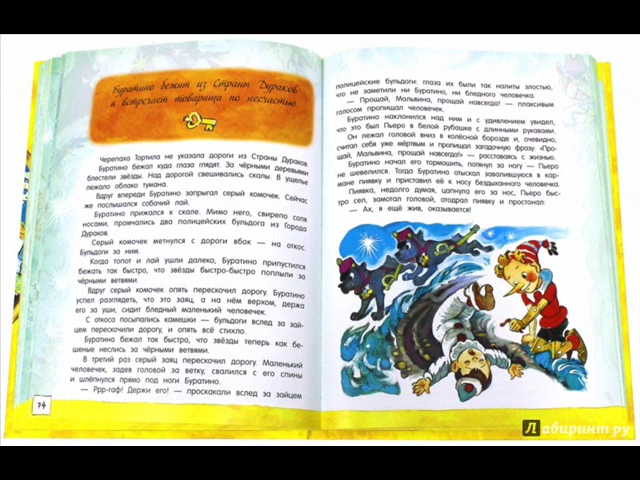 Буратино бежит из Страны Дураков
и встречает товарища по несчастью
Черепаха Тортила не указала дороги из Страны Дураков.
Буратино бежал куда глаза глядят. За чёрными деревьями
блестели звёзды. Над дорогой свешивались скалы. В ущелье
лежало облако тумана.
Вдруг впереди Буратино запрыгал серый комочек. Сейчас
же послышался собачий лай.
Буратино прижался к скале. Мимо него, свирепо сопя
носами, промчались два полицейских бульдога из Города
Дураков.
Серый комочек метнулся с дороги вбок — на откос.
Бульдоги за ним.
Когда топот и лай ушли далеко, Буратино припустился
бежать так быстро, что звёзды быстро-быстро поплыли за
чёрными ветвями.
Вдруг серый комочек опять перескочил дорогу. Буратино
успел разглядеть, что это заяц, а на нём верхом, держа
его за уши, сидит бледный маленький человечек.
С откоса посыпались камешки — бульдоги вслед за зай-
цем перескочили дорогу, и опять всё стихло.
Буратино бежал так быстро, что звёзды теперь как бе-
шеные неслись за чёрными ветвями.
В третий раз серый заяц перескочил дорогу. Маленький
человечек, задев головой за ветку, свалился с его спины
и шлёпнулся прямо под ноги Буратино.
— Ррр-гаф! Держи его! — проскакали вслед за зайцем
74
полицейские бульдоги: глаза их были так налиты злостью,
что не заметили ни Буратино, ни бледного человечка.
— Прощай, Мальвина, прощай навсегда! — плаксивым
голосом пропищал человечек.
Буратино наклонился над ним и с удивлением увидел,
что это был Пьеро в белой рубашке с длинными рукавами.
Он лежал головой вниз в колёсной борозде и, очевидно,
считал себя уже мёртвым и пропищал загадочную фразу: «Про-
щай, Мальвина, прощай навсегда!» — расставаясь с жизнью.
Буратино начал его тормошить, потянул за ногу — Пьеро
не шевелился. Тогда Буратино отыскал завалившуюся в кар-
мане пиявку и приставил её к носу бездыханного человечка.
Пиявка, недолго думая, цапнула его за нос. Пьеро быст-
ро сел, замотал головой, отодрал пиявку и простонал:
— Ах, я ещё жив, оказывается!
Лабиринт.ру